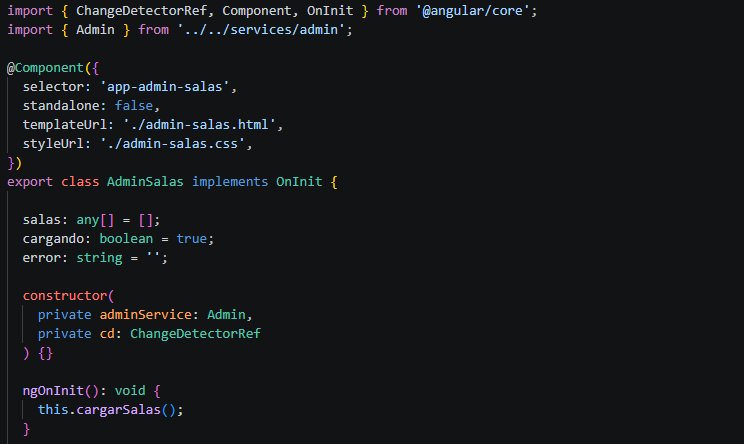 import { ChangeDetectorRef, Component, OnInit } from '@angular/core';
import { Admin } from '../../services/admin';
@Component({
selector: 'app-admin-salas',
standalone: false,
templateUrl: './admin-salas.html',
styleUrl: './admin-salas.css',
})
export class AdminSalas implements OnInit {
salas: any[] = [];
cargando: boolean = true;
error: string = '';
constructor(
private adminService: Admin,
private cd: ChangeDetectorRef
) {}
ngOnInit(): void {
this.cargarSalas();
}